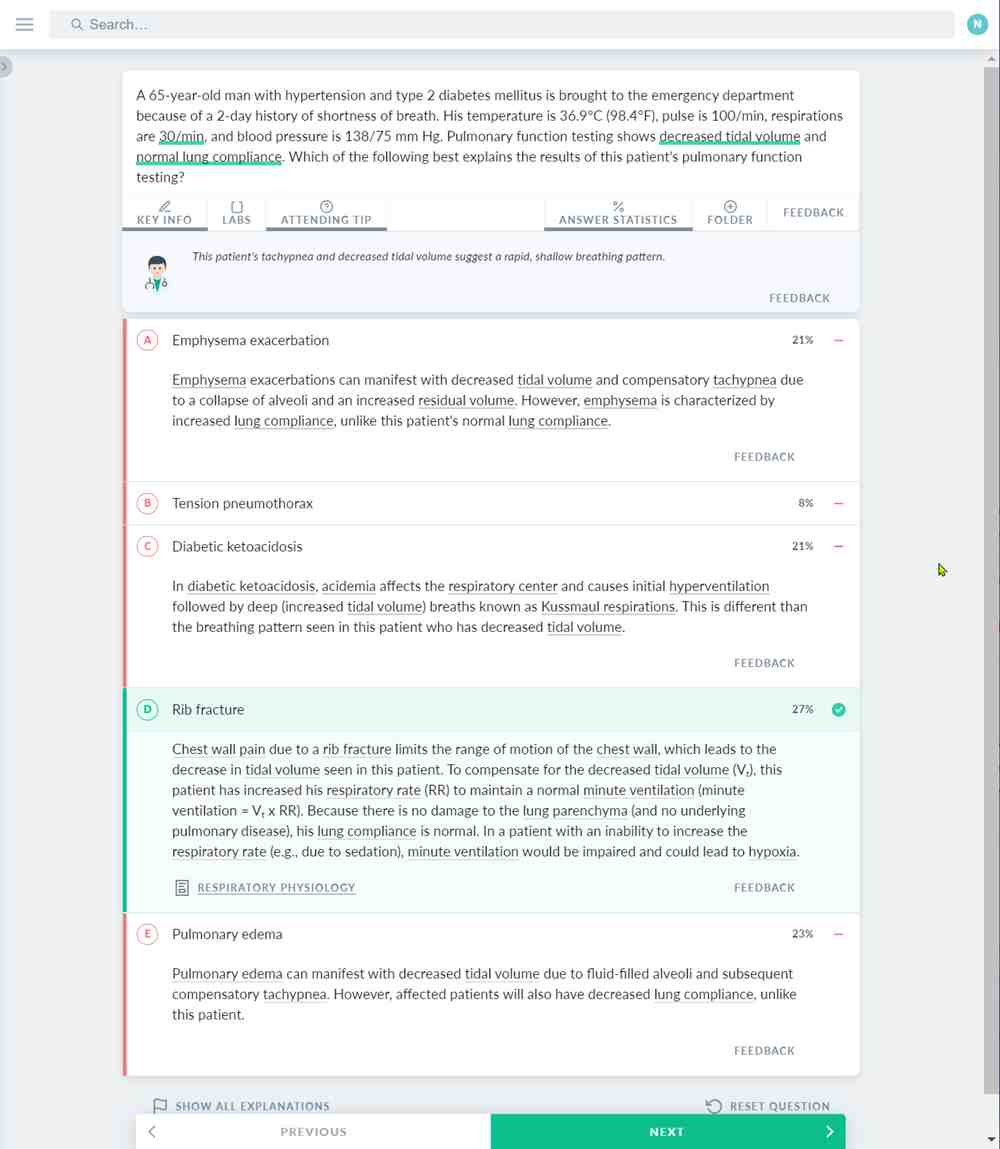 Search...
N
A 65-year-old man with hypertension and type 2 diabetes mellitus is brought to the emergency department
because of a 2-day history of shortness of breath. His temperature is 36.9°C (98.4°F), pulse is 100/min, respirations
are 30/min, and blood pressure is 138/75 mm Hg. Pulmonary function testing shows decreased tidal volume and
normal lung compliance. Which of the following best explains the results of this patient's pulmonary function
testing?
KEY INFO LABS ATTENDING TIP % ANSWER STATISTICS FOLDER FEEDBACK
This patient's tachypnea and decreased tidal volume suggest a rapid, shallow breathing pattern.
FEEDBACK
A Emphysema exacerbation 21%
Emphysema exacerbations can manifest with decreased tidal volume and compensatory tachypnea due
to a collapse of alveoli and an increased residual volume. However, emphysema is characterized by
increased lung compliance, unlike this patient's normal lung compliance.
FEEDBACK
B Tension pneumothorax 8%
C Diabetic ketoacidosis 21%
In diabetic ketoacidosis, acidemia affects the respiratory center and causes initial hyperventilation
followed by deep (increased tidal volume) breaths known as Kussmaul respirations. This is different than
the breathing pattern seen in this patient who has decreased tidal volume.
FEEDBACK
D Rib fracture 27%
Chest wall pain due to a rib fracture limits the range of motion of the chest wall, which leads to the
decrease in tidal volume seen in this patient. To compensate for the decreased tidal volume (Vt), this
patient has increased his respiratory rate (RR) to maintain a normal minute ventilation (minute
ventilation = Vt x RR). Because there is no damage to the lung parenchyma (and no underlying
pulmonary disease), his lung compliance is normal. In a patient with an inability to increase the
respiratory rate (e.g., due to sedation), minute ventilation would be impaired and could lead to hypoxia.
RESPIRATORY PHYSIOLOGY FEEDBACK
E Pulmonary edema 23%
Pulmonary edema can manifest with decreased tidal volume due to fluid-filled alveoli and subsequent
compensatory tachypnea. However, affected patients will also have decreased lung compliance, unlike
this patient.
FEEDBACK
SHOW ALL EXPLANATIONS RESET QUESTION
PREVIOUS NEXT